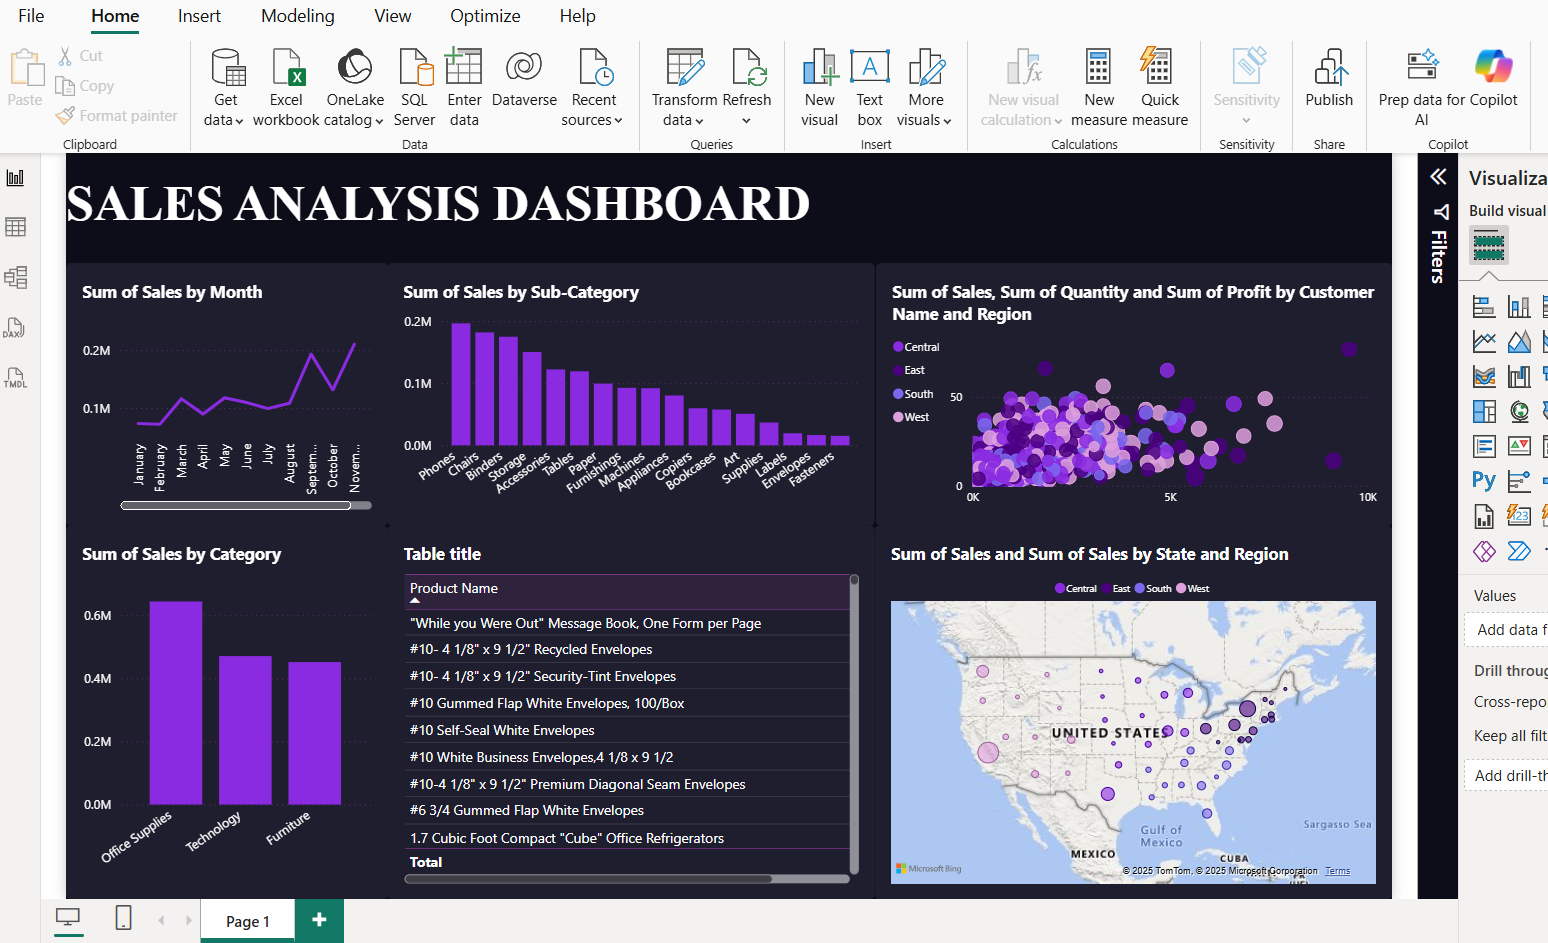 File Home Insert Modeling View Optimize Help
Paste
Cut
Copy
Format painter
Clipboard
Get data
Excel workbook
OneLake catalog
SQL Server
Enter data
Dataverse
Recent sources
Data
Transform data
Refresh
Queries
New visual
Text box
More visuals
Insert
New visual calculation
New measure
Quick measure
Calculations
Sensitivity
Sensitivity
Publish
Share
Prep data for AI
Copilot
Copilot
DAX
TMDL
SALES ANALYSIS DASHBOARD
Sum of Sales by Month
0.2M
0.1M
January
February
March
April
May
June
July
August
Septem...
October
Novem...
Sum of Sales by Sub-Category
0.2M
0.1M
0.0M
Phones
Chairs
Binders
Storage
Accessories
Tables
Paper
Furnishings
Machines
Appliances
Copiers
Bookcases
Art
Supplies
Labels
Envelopes
Fasteners
Sum of Sales, Sum of Quantity and Sum of Profit by Customer
Name and Region
Central
East
South
West
50
0
0K
5K
10K
Sum of Sales by Category
0.6M
0.4M
0.2M
0.0M
Office Supplies
Technology
Furniture
Table title
Product Name
"While you Were Out" Message Book, One Form per Page
#10- 4 1/8" x 9 1/2" Recycled Envelopes
#10- 4 1/8" x 9 1/2" Security-Tint Envelopes
#10 Gummed Flap White Envelopes, 100/Box
#10 Self-Seal White Envelopes
#10 White Business Envelopes,4 1/8 x 9 1/2
#10-4 1/8" x 9 1/2" Premium Diagonal Seam Envelopes
#6 3/4 Gummed Flap White Envelopes
1.7 Cubic Foot Compact "Cube" Office Refrigerators
Total
Sum of Sales and Sum of Sales by State and Region
Central East South West
UNITED STATES
Gulf of
Mexico
Sargasso Sea
MEXICO
CUBA
Microsoft Bing
© 2025 TomTom, © 2025 Microsoft Corporation Terms
Filters
Visualiza
Build visual
Py
123
Values
Add data f
Drill throug
Cross-repo
Keep all filt
Add drill-th
Page 1